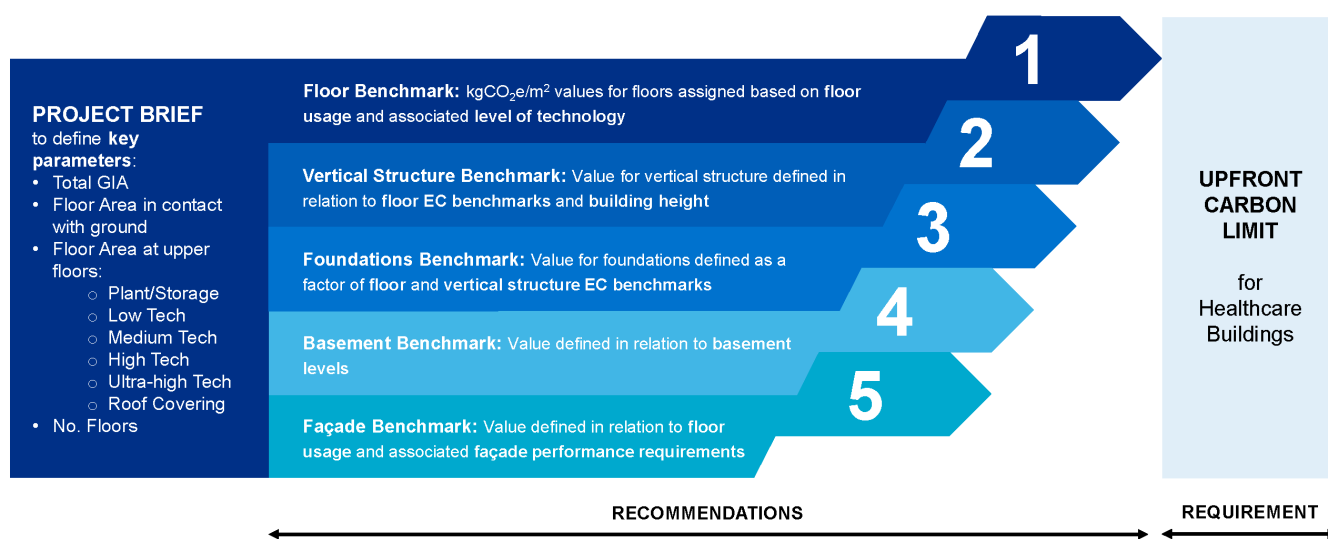 PROJECT BRIEF
to define key
parameters:
• Total GIA
• Floor Area in contact
with ground
• Floor Area at upper
floors:
○ Plant/Storage
○ Low Tech
○ Medium Tech
○ High Tech
○ Ultra-high Tech
○ Roof Covering
• No. Floors
Floor Benchmark: kgCO₂e/m² values for floors assigned based on floor
usage and associated level of technology
1
Vertical Structure Benchmark: Value for vertical structure defined in
relation to floor EC benchmarks and building height
2
Foundations Benchmark: Value for foundations defined as a
factor of floor and vertical structure EC benchmarks
3
Basement Benchmark: Value defined in relation to basement
levels
4
Façade Benchmark: Value defined in relation to floor
usage and associated façade performance requirements
5
UPFRONT
CARBON
LIMIT
for
Healthcare
Buildings
RECOMMENDATIONS
REQUIREMENT